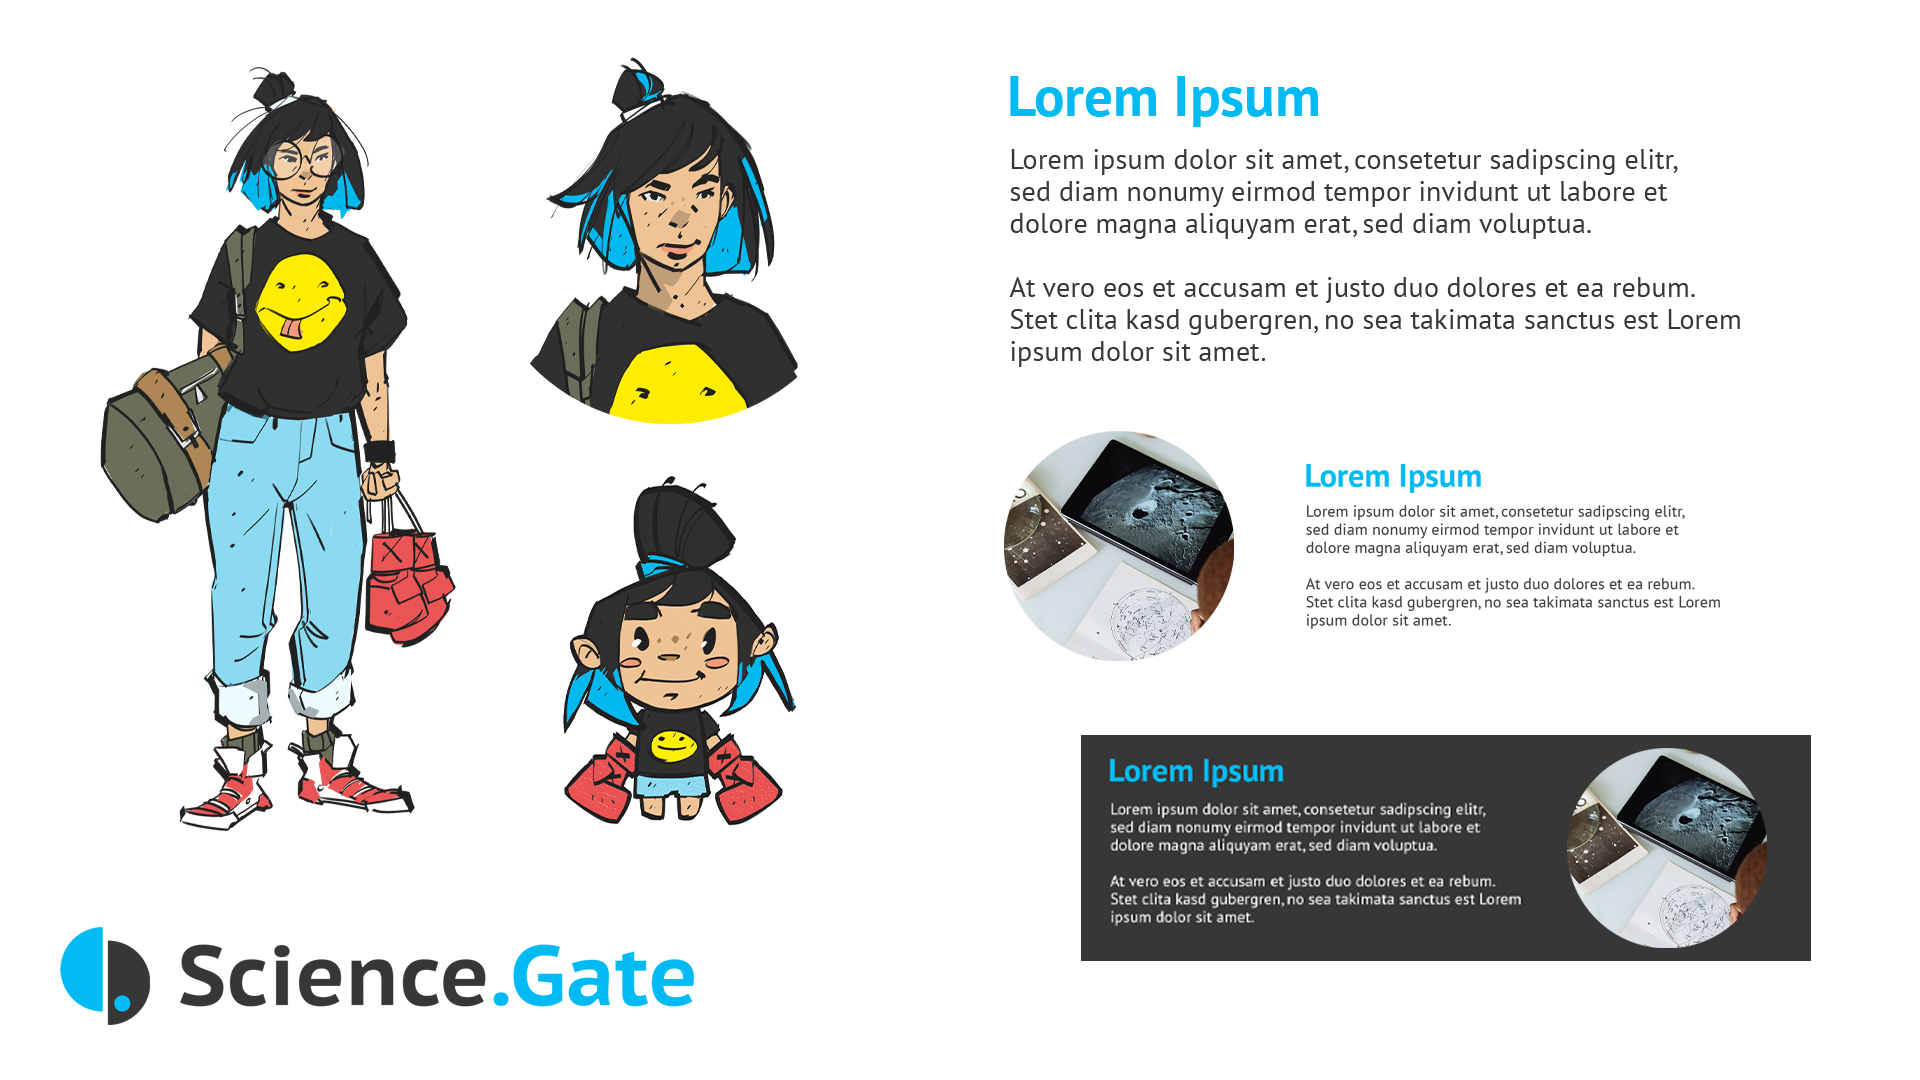 Lorem Ipsum
Lorem ipsum dolor sit amet, consetetur sadipscing elitr,
sed diam nonumy eirmod tempor invidunt ut labore et
dolore magna aliquyam erat, sed diam voluptua.
At vero eos et accusam et justo duo dolores et ea rebum.
Stet clita kasd gubergren, no sea takimata sanctus est Lorem
ipsum dolor sit amet.
Lorem Ipsum
Lorem ipsum dolor sit amet, consetetur sadipscing elitr,
sed diam nonumy eirmod tempor invidunt ut labore et
dolore magna aliquyam erat, sed diam voluptua.
At vero eos et accusam et justo duo dolores et ea rebum.
Stet clita kasd gubergren, no sea takimata sanctus est Lorem
ipsum dolor sit amet.
Lorem Ipsum
Lorem ipsum dolor sit amet, consetetur sadipscing elitr,
sed diam nonumy eirmod tempor invidunt ut labore et
dolore magna aliquyam erat, sed diam voluptua.
At vero eos et accusam et justo duo dolores et ea rebum.
Stet clita kasd gubergren, no sea takimata sanctus est Lorem
ipsum dolor sit amet.
Science.Gate